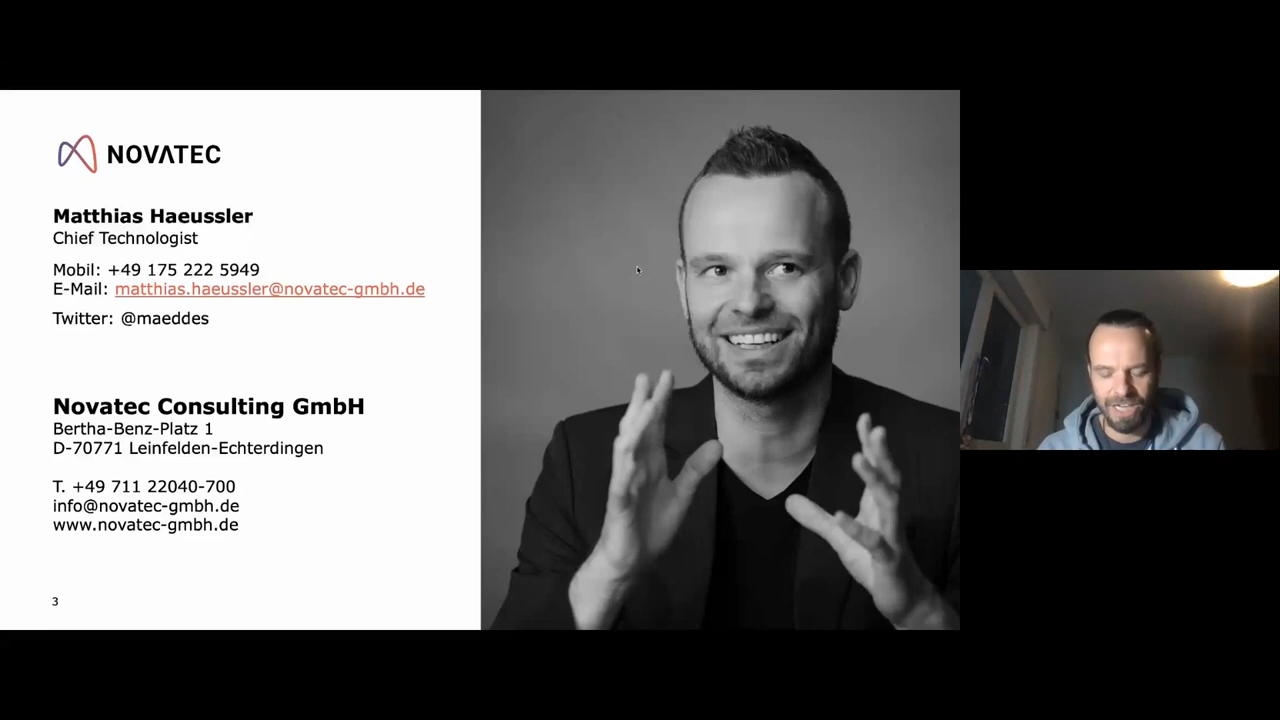 NOVATEC
Matthias Haeussler
Chief Technologist
Mobil: +49 175 222 5949
E-Mail: matthias.haeussler@novatec-gmbh.de
Twitter: @maeddes
Novatec Consulting GmbH
Bertha-Benz-Platz 1
D-70771 Leinfelden-Echterdingen
T. +49 711 22040-700
info@novatec-gmbh.de
www.novatec-gmbh.de
3